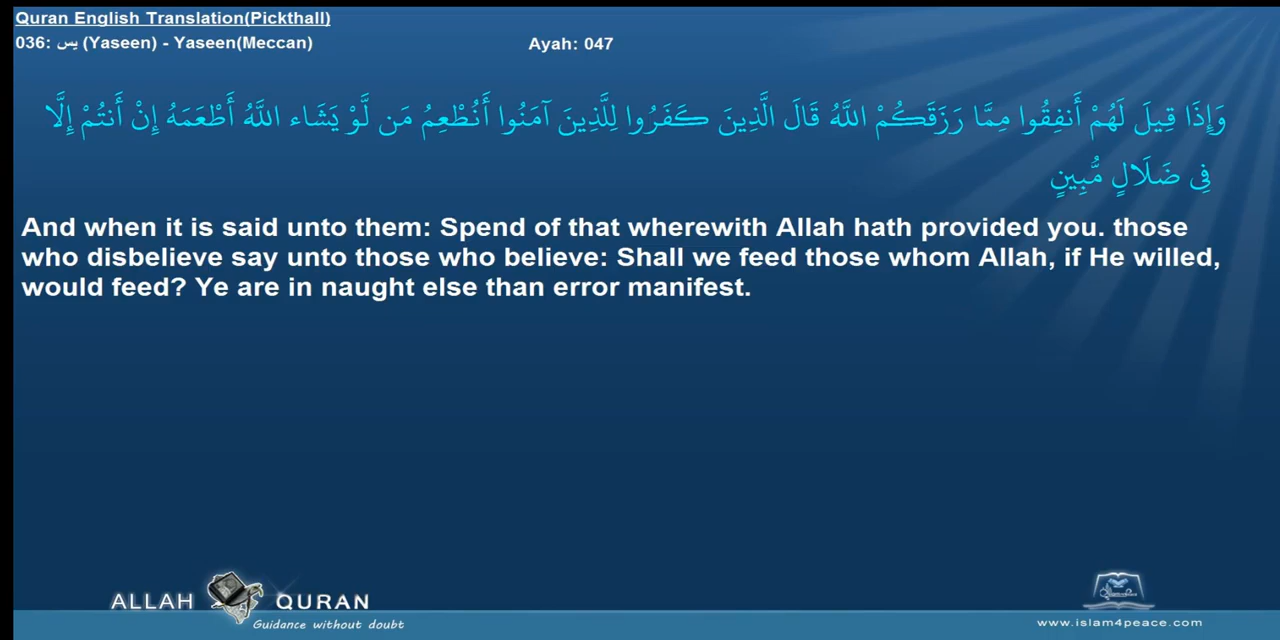 Quran English Translation(Pickthall)
036: يس (Yaseen) - Yaseen(Meccan)
Ayah: 047
وَإِذَا قِيلَ لَهُمْ أَنفِقُوا مِمَّا رَزَقَكُمْ اللَّهُ قَالَ الَّذِينَ كَفَرُوا لِلَّذِينَ آمَنُوا أَنُطْعِمُ مَن لَّوْ يَشَاء اللَّهُ أَطْعَمَهُ إِنْ أَنتُمْ إِلَّا
فِي ضَلَالٍ مُّبِينٍ
And when it is said unto them: Spend of that wherewith Allah hath provided you. those
who disbelieve say unto those who believe: Shall we feed those whom Allah, if He willed,
would feed? Ye are in naught else than error manifest.
ALLAH QURAN
Guidance without doubt
www.islam4peace.com